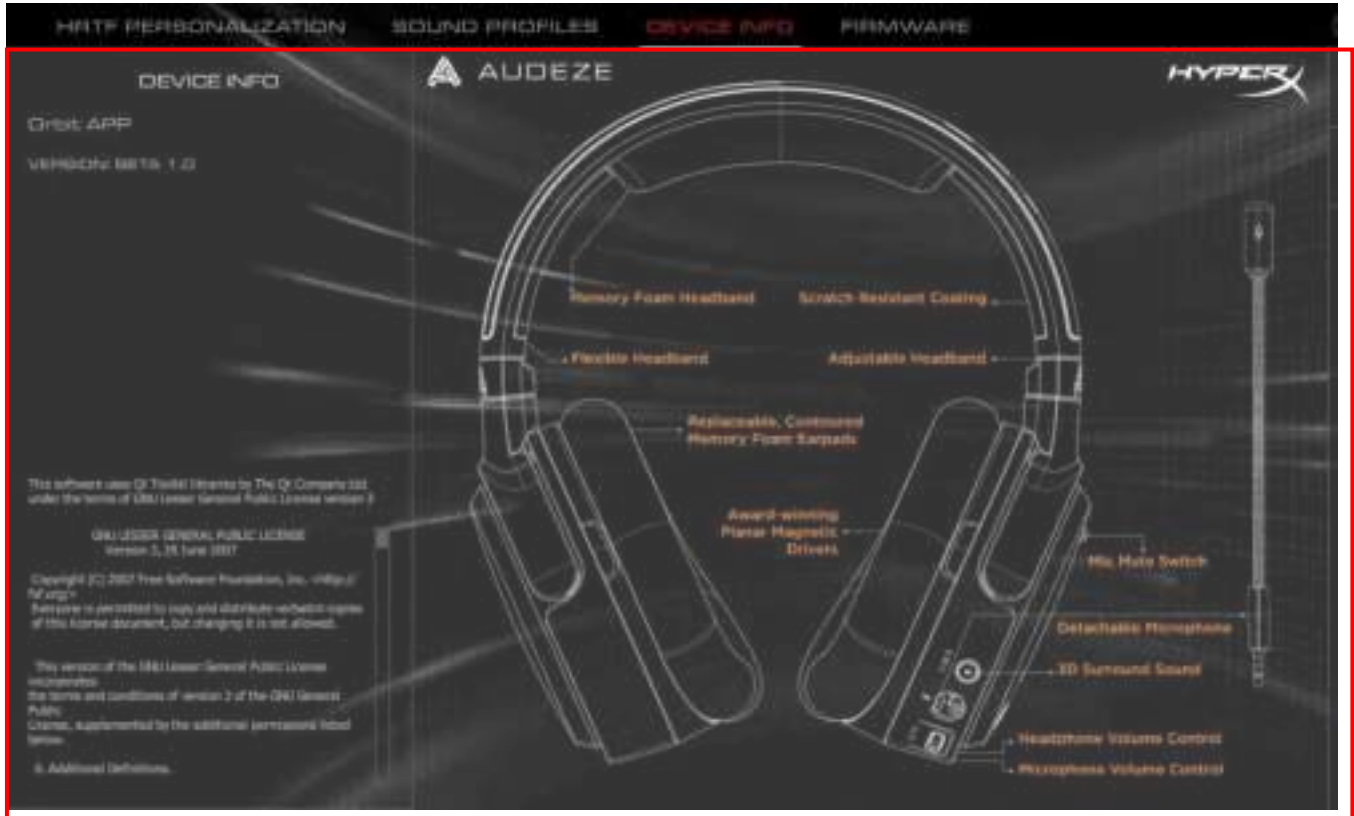 HRTF PERSONALIZATION SOUND PROFILES DEVICE INFO FIRMWARE
DEVICE INFO
AUDEZE
HYPERX
Orbit APP
VERSION: BETA 1.0
Memory Foam Headband
Scratch Resistant Coating
Flexible Headband
Adjustable Headband
Replaceable, Contoured
Memory Foam Earpads
Award-winning
Planar Magnetic
Drivers
Mic Mute Switch
Detachable Microphone
3D Surround Sound
Headphone Volume Control
Microphone Volume Control
This software uses Qt Toolkit libraries by The Qt Company Ltd
under the terms of GNU Lesser General Public License version 3
GNU LESSER GENERAL PUBLIC LICENSE
Version 3, 29 June 2007
Copyright (C) 2007 Free Software Foundation, Inc. <http://
fsf.org/>
Everyone is permitted to copy and distribute verbatim copies
of this license document, but changing it is not allowed.
This version of the GNU Lesser General Public License
incorporates
the terms and conditions of version 3 of the GNU General
Public
License, supplemented by the additional permissions listed
below.
0. Additional Definitions.